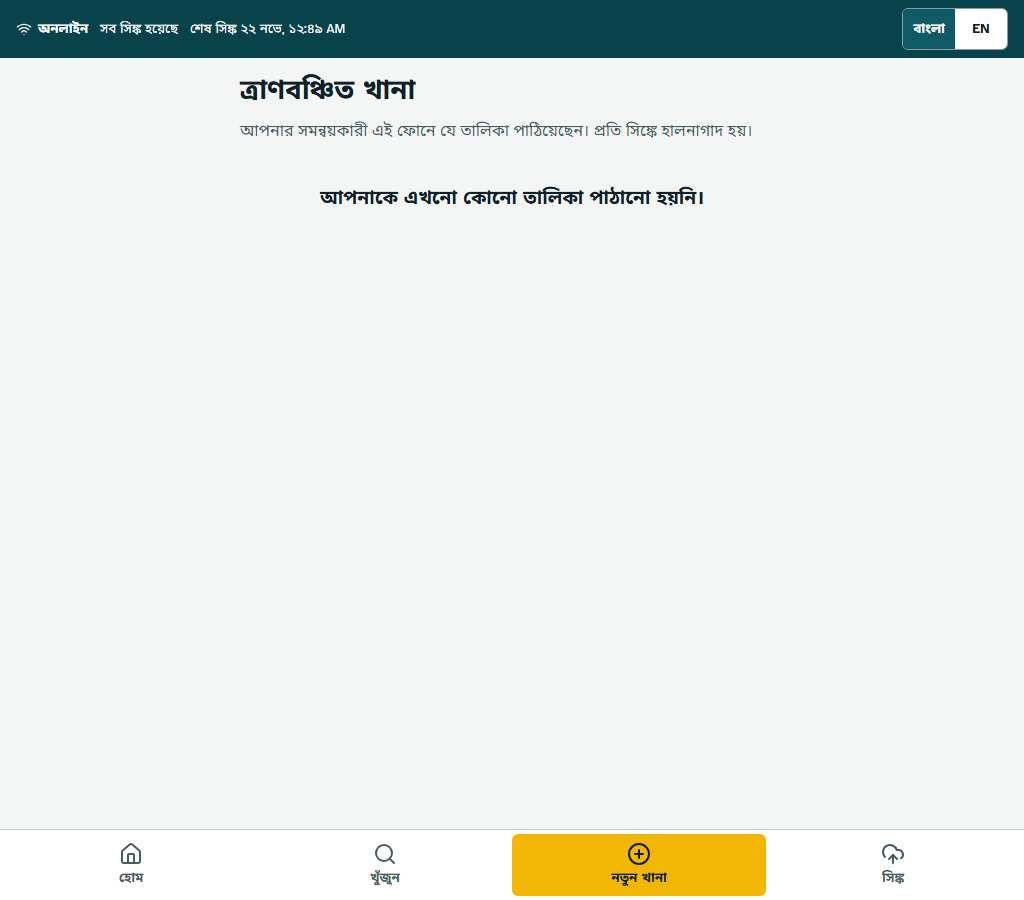 অনলাইন সব সিঙ্ক হয়েছে শেষ সিঙ্ক ২২ নভে, ১২:৪৯ AM
বাংলা EN
ত্রাণবঞ্চিত খানা
আপনার সমন্বয়কারী এই ফোনে যে তালিকা পাঠিয়েছেন। প্রতি সিঙ্কে হালনাগাদ হয়।
আপনাকে এখনো কোনো তালিকা পাঠানো হয়নি।
হোম
খুঁজুন
নতুন খানা
সিঙ্ক